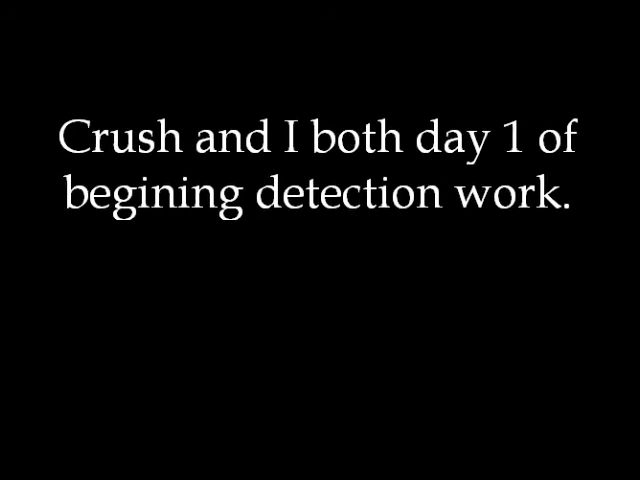 Crush and I both day 1 of
begining detection work.